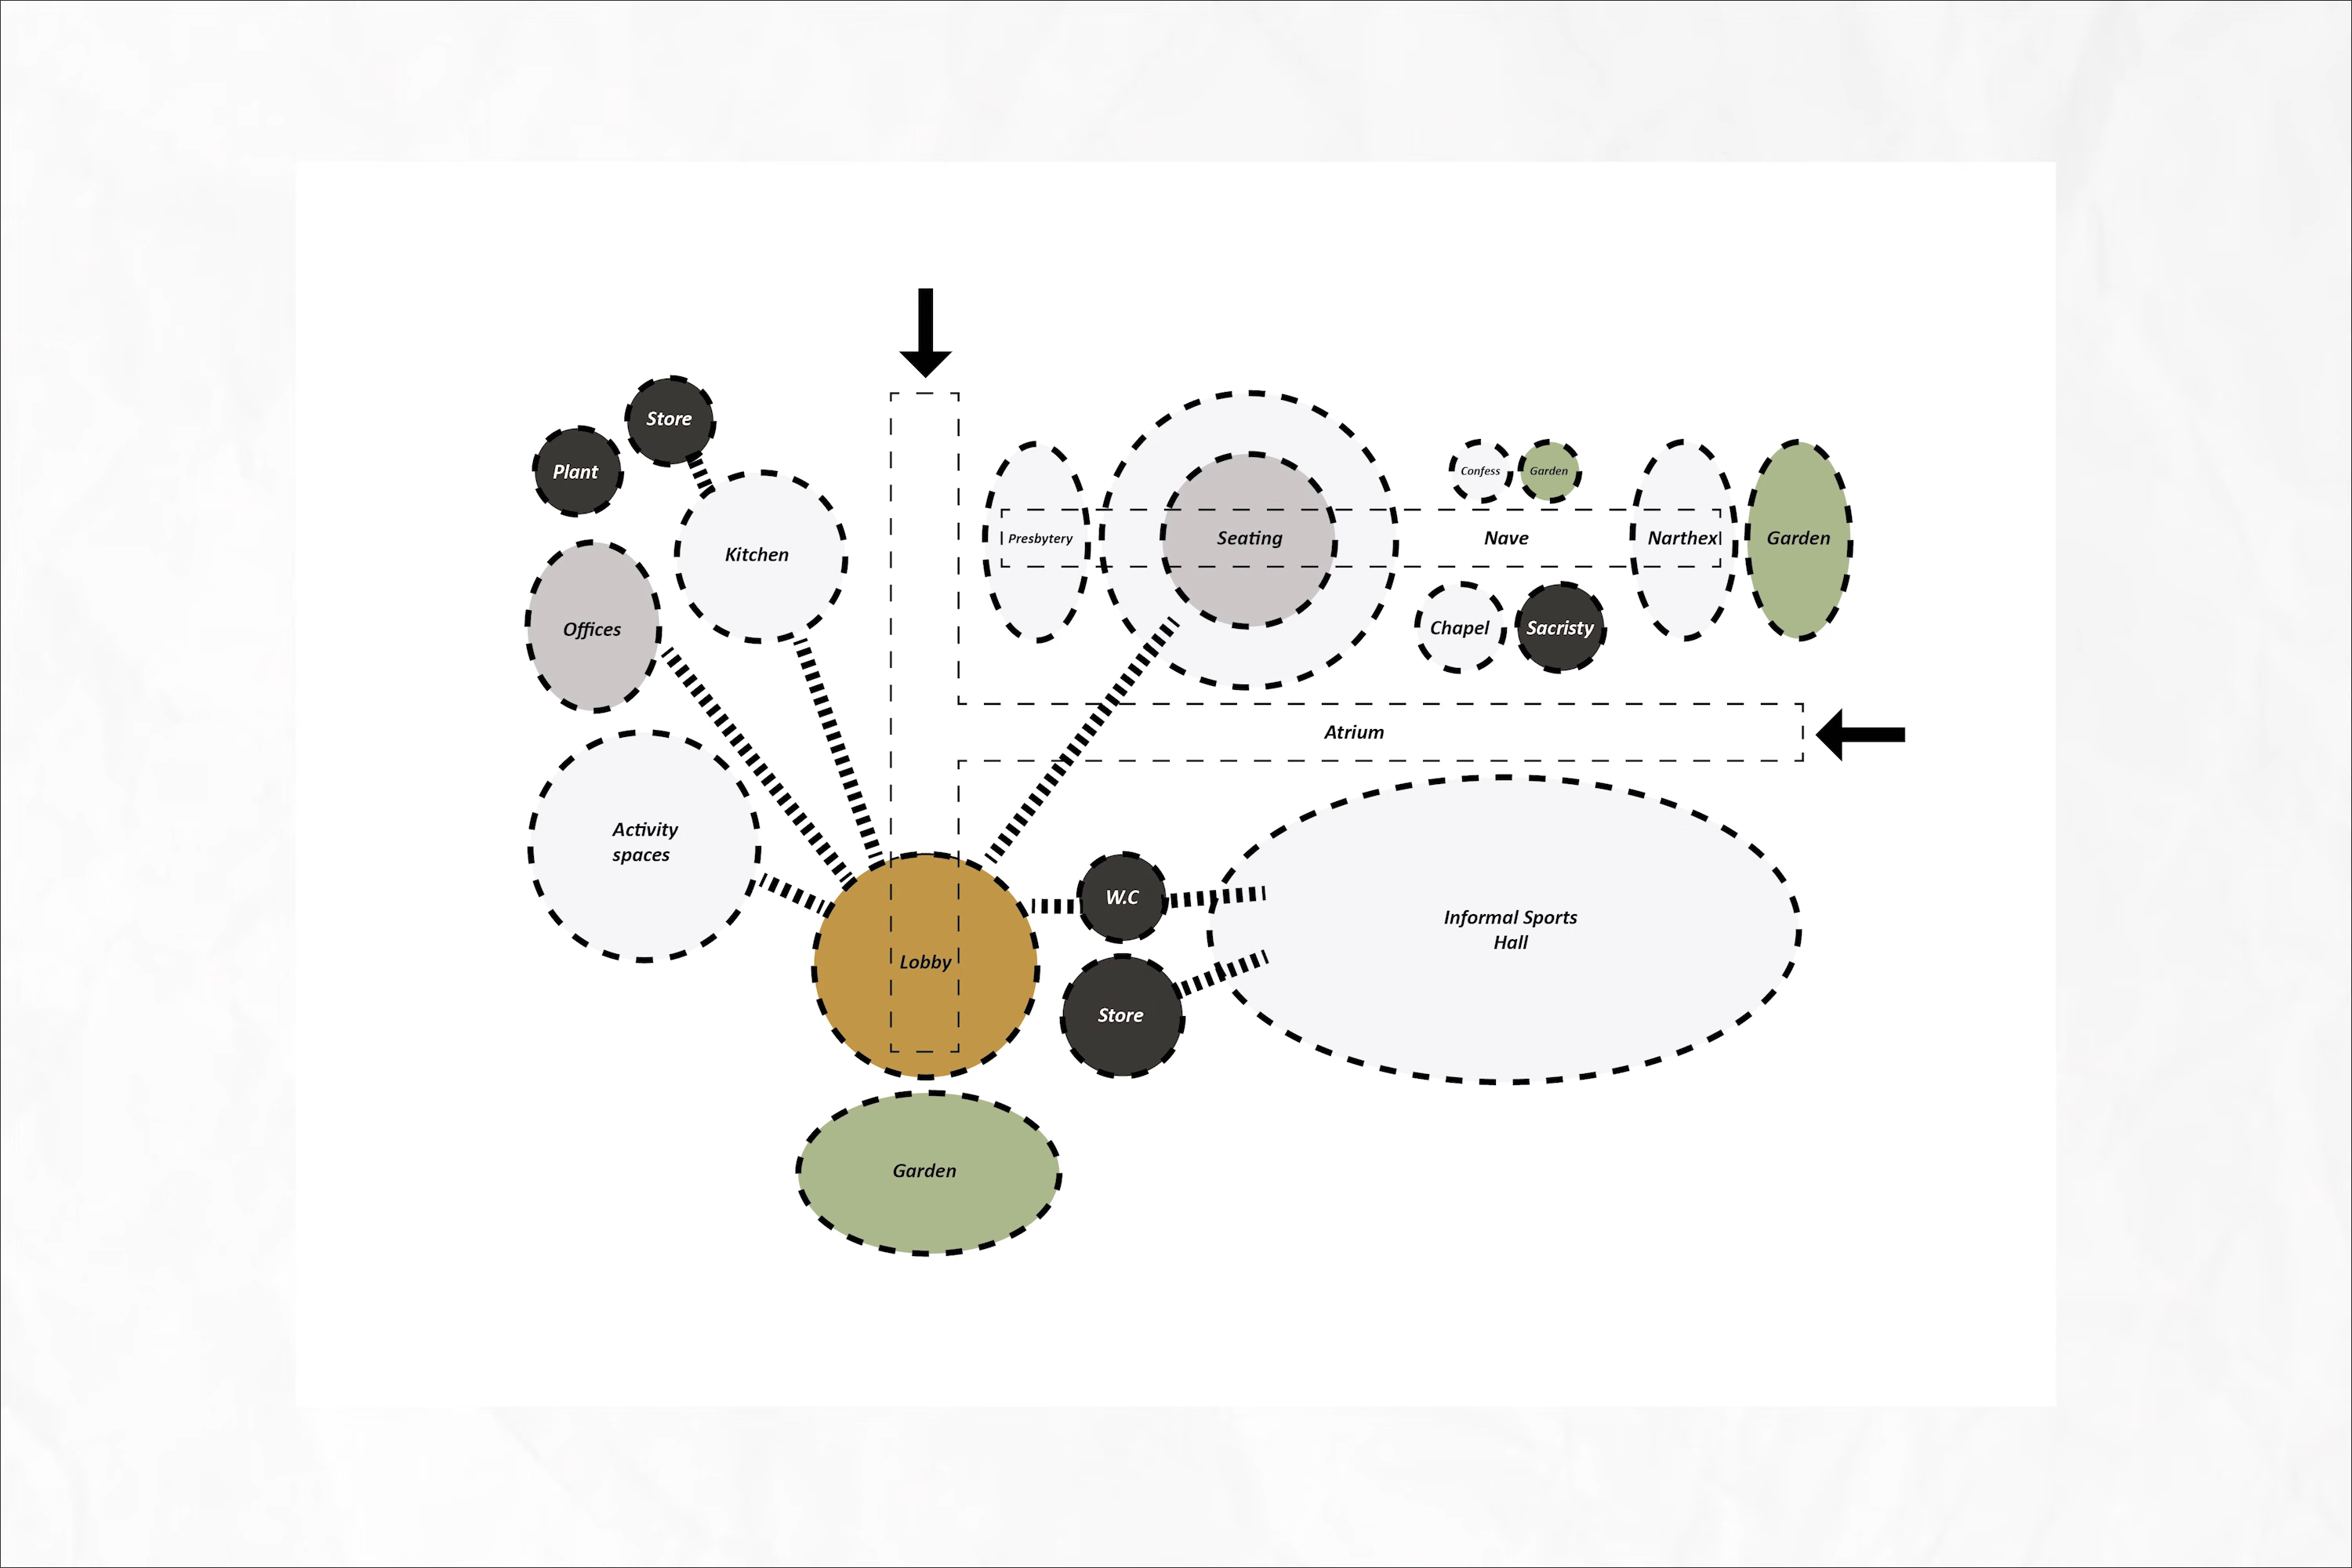 Store
Plant
Kitchen
Offices
Activity
spaces
Presbytery
Seating
Confess
Garden
Nave
Narthex
Garden
Chapel
Sacristy
Atrium
W.C
Store
Lobby
Informal Sports
Hall
Garden